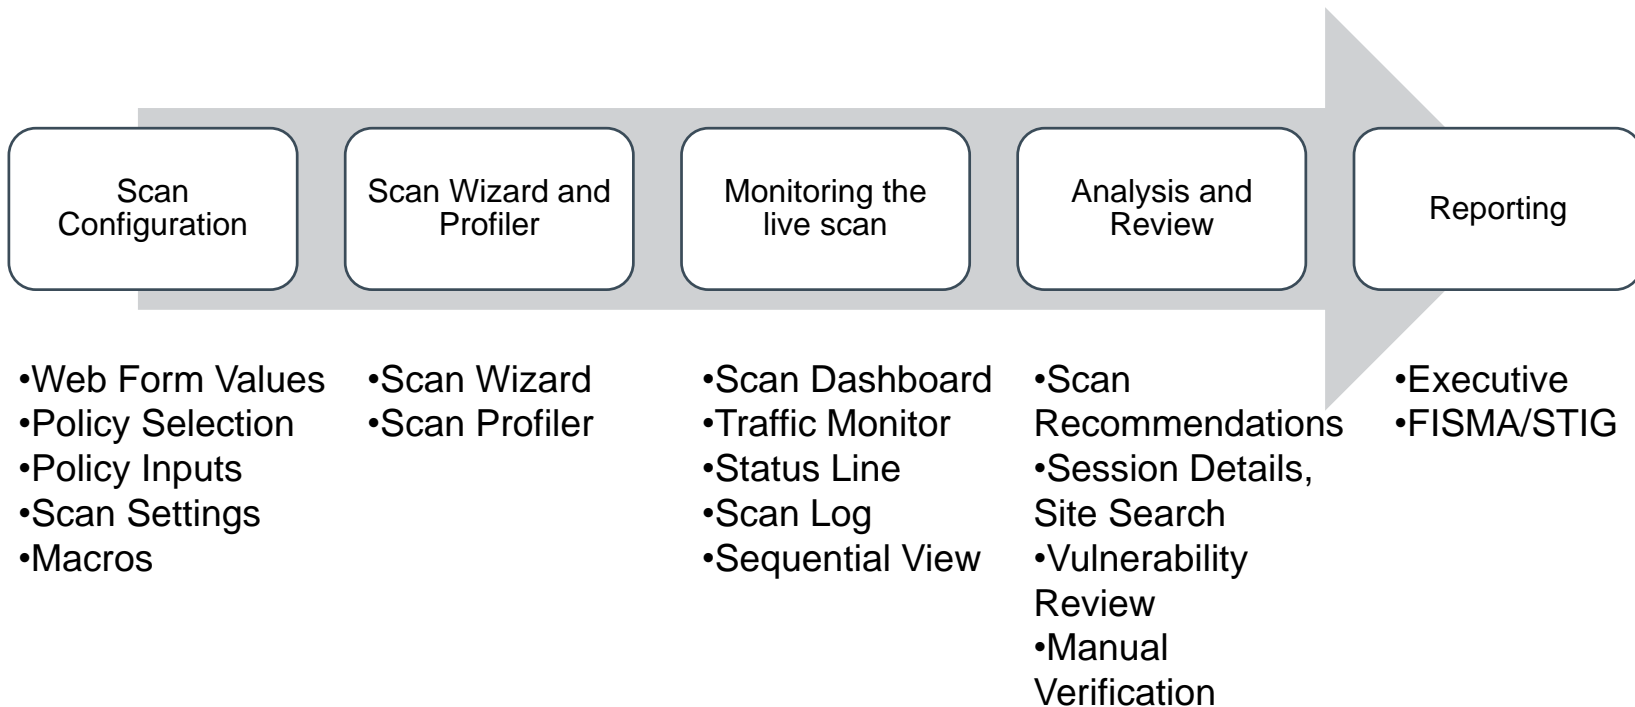 Scan
Configuration
Scan Wizard and
Profiler
Monitoring the
live scan
Analysis and
Review
Reporting
•Web Form Values
•Policy Selection
•Policy Inputs
•Scan Settings
•Macros
•Scan Wizard
•Scan Profiler
•Scan Dashboard
•Traffic Monitor
•Status Line
•Scan Log
•Sequential View
•Scan
Recommendations
•Session Details,
Site Search
•Vulnerability
Review
•Manual
Verification
•Executive
•FISMA/STIG